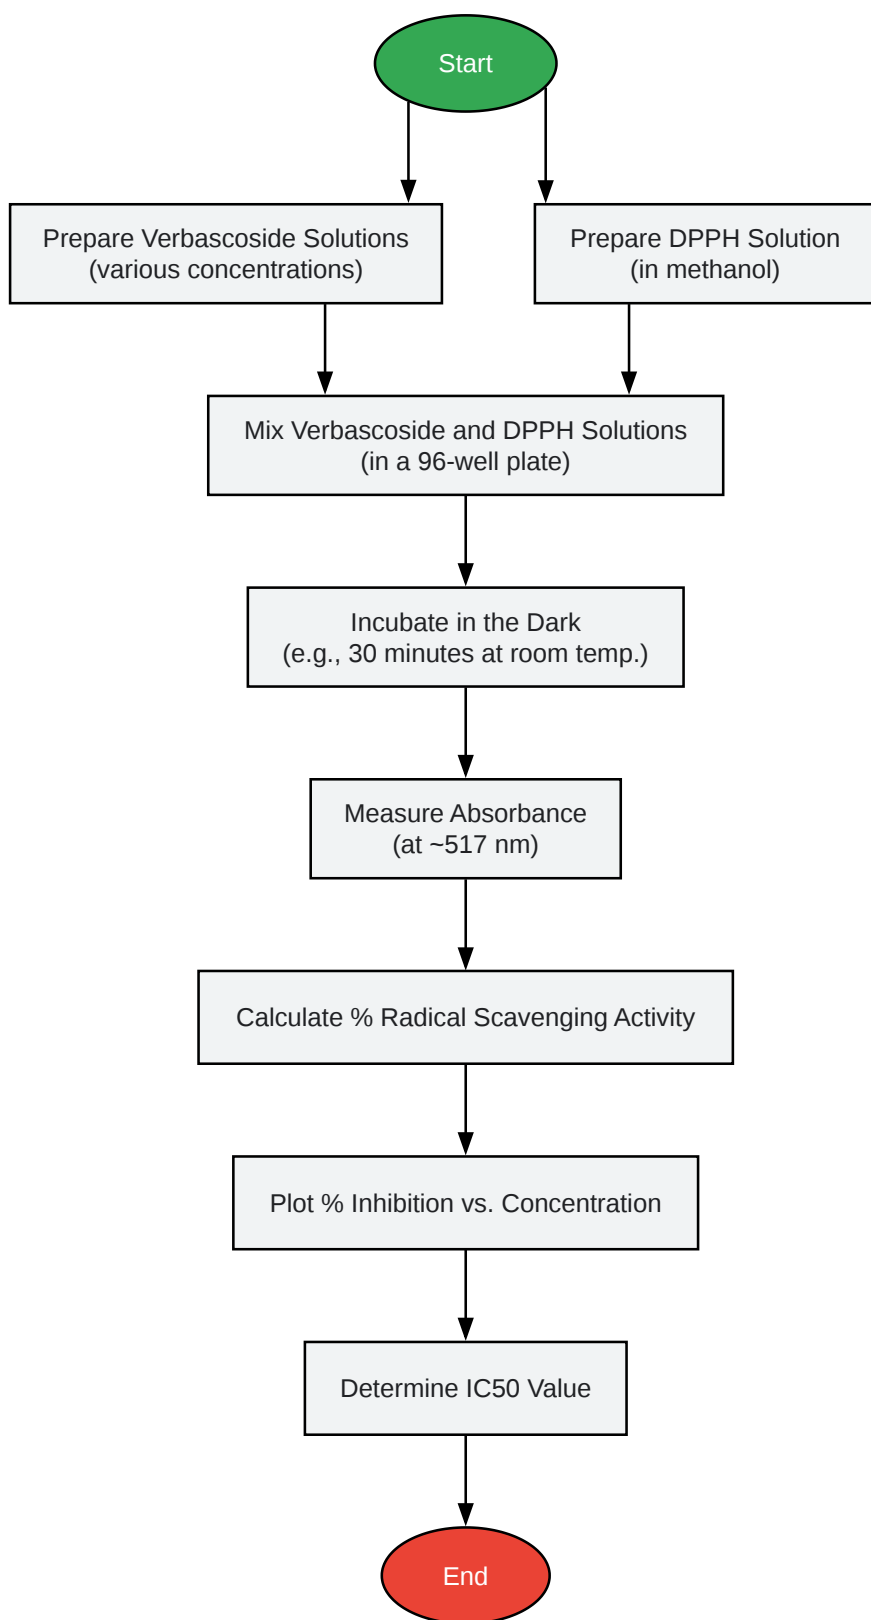 Start
Prepare Verbascoside Solutions
(various concentrations)
Prepare DPPH Solution
(in methanol)
Mix Verbascoside and DPPH Solutions
(in a 96-well plate)
Incubate in the Dark
(e.g., 30 minutes at room temp.)
Measure Absorbance
(at ~517 nm)
Calculate % Radical Scavenging Activity
Plot % Inhibition vs. Concentration
Determine IC50 Value
End